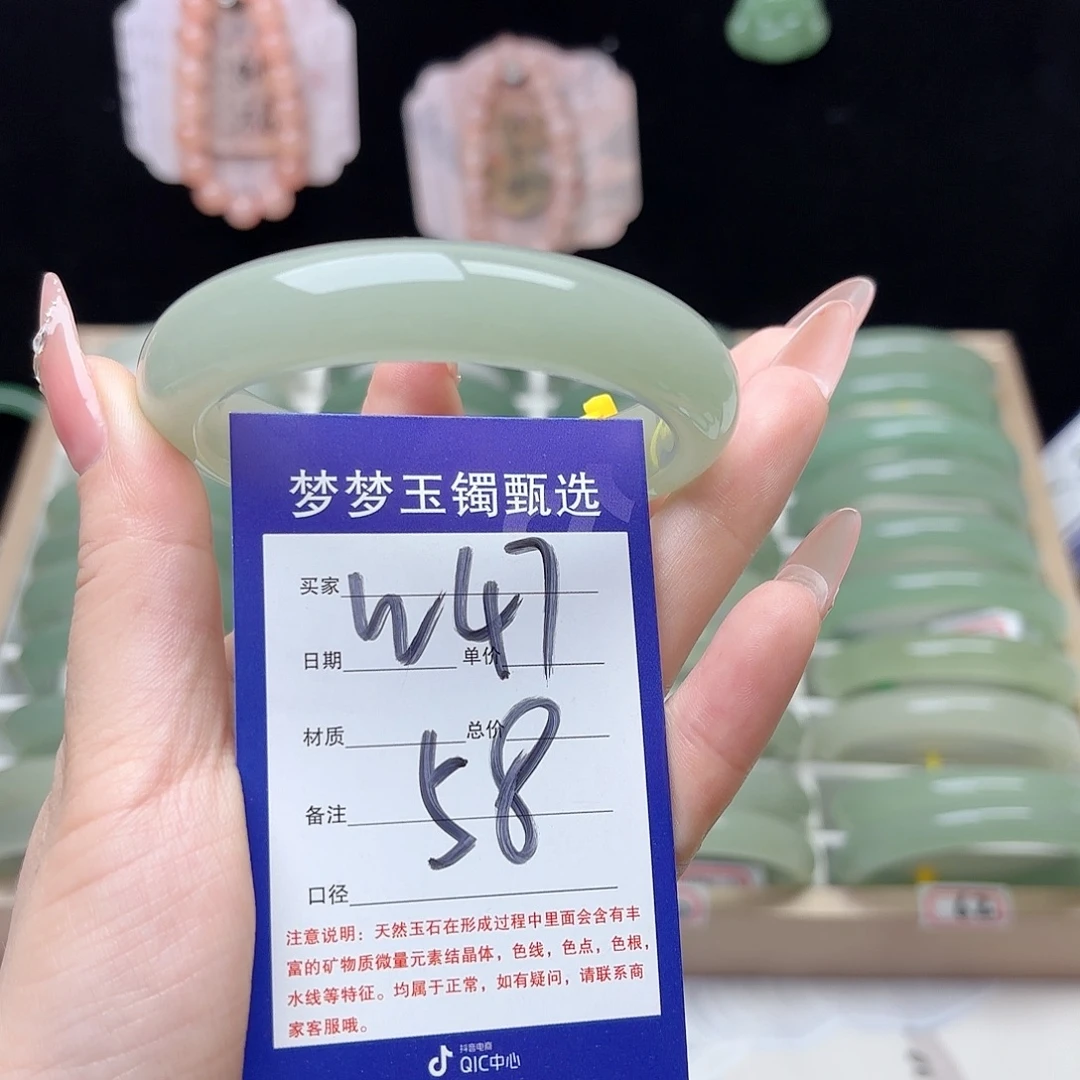 梦梦玉镯甄选
买家
W47
日期 单价
材质 总价
58
备注
口径
注意说明：天然玉石在形成过程中里面会含有丰
富的矿物质微量元素结晶体，色线，色点，色根，
水线等特征。均属于正常，如有疑问，请联系商
家客服哦。
抖音电商
QIC中心